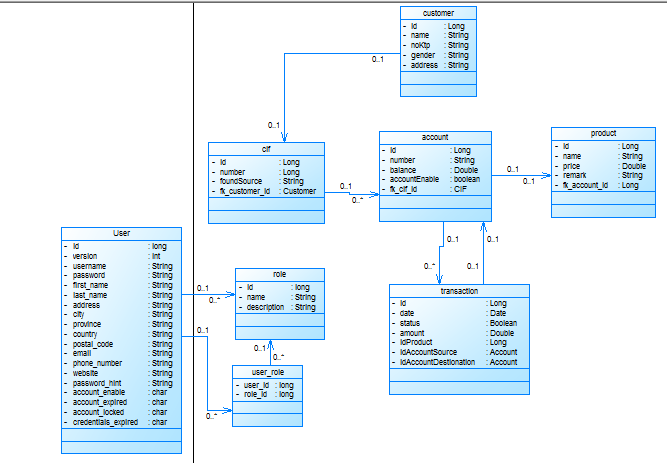 customer
- id : Long
- name : String
- noKtp : String
- gender : String
- address : String
0..1
0..1
cif
- id : Long
- number : Long
- foundSource : String
- fk_customer_id : Customer
0..1
0..*
account
- id : Long
- number : String
- balance : Double
- accountEnable : boolean
- fk_cif_id : CIF
0..1
0..1
product
- id : Long
- name : String
- price : Double
- remark : String
- fk_account_id : Long
0..1
0..1
0..*
0..1
transaction
- id : Long
- date : Date
- status : Boolean
- amount : Double
- idProduct : Long
- idAccountSource : Account
- idAccountDestionation : Account
User
- id : long
- version : int
- username : String
- password : String
- first_name : String
- last_name : String
- address : String
- city : String
- province : String
- country : String
- postal_code : String
- email : String
- phone_number : String
- website : String
- password_hint : String
- account_enable : char
- account_expired : char
- account_locked : char
- credentials_expired : char
0..1
0..*
0..1
0..*
role
- id : long
- name : String
- description : String
0..1
0..*
user_role
- user_id : long
- role_id : long